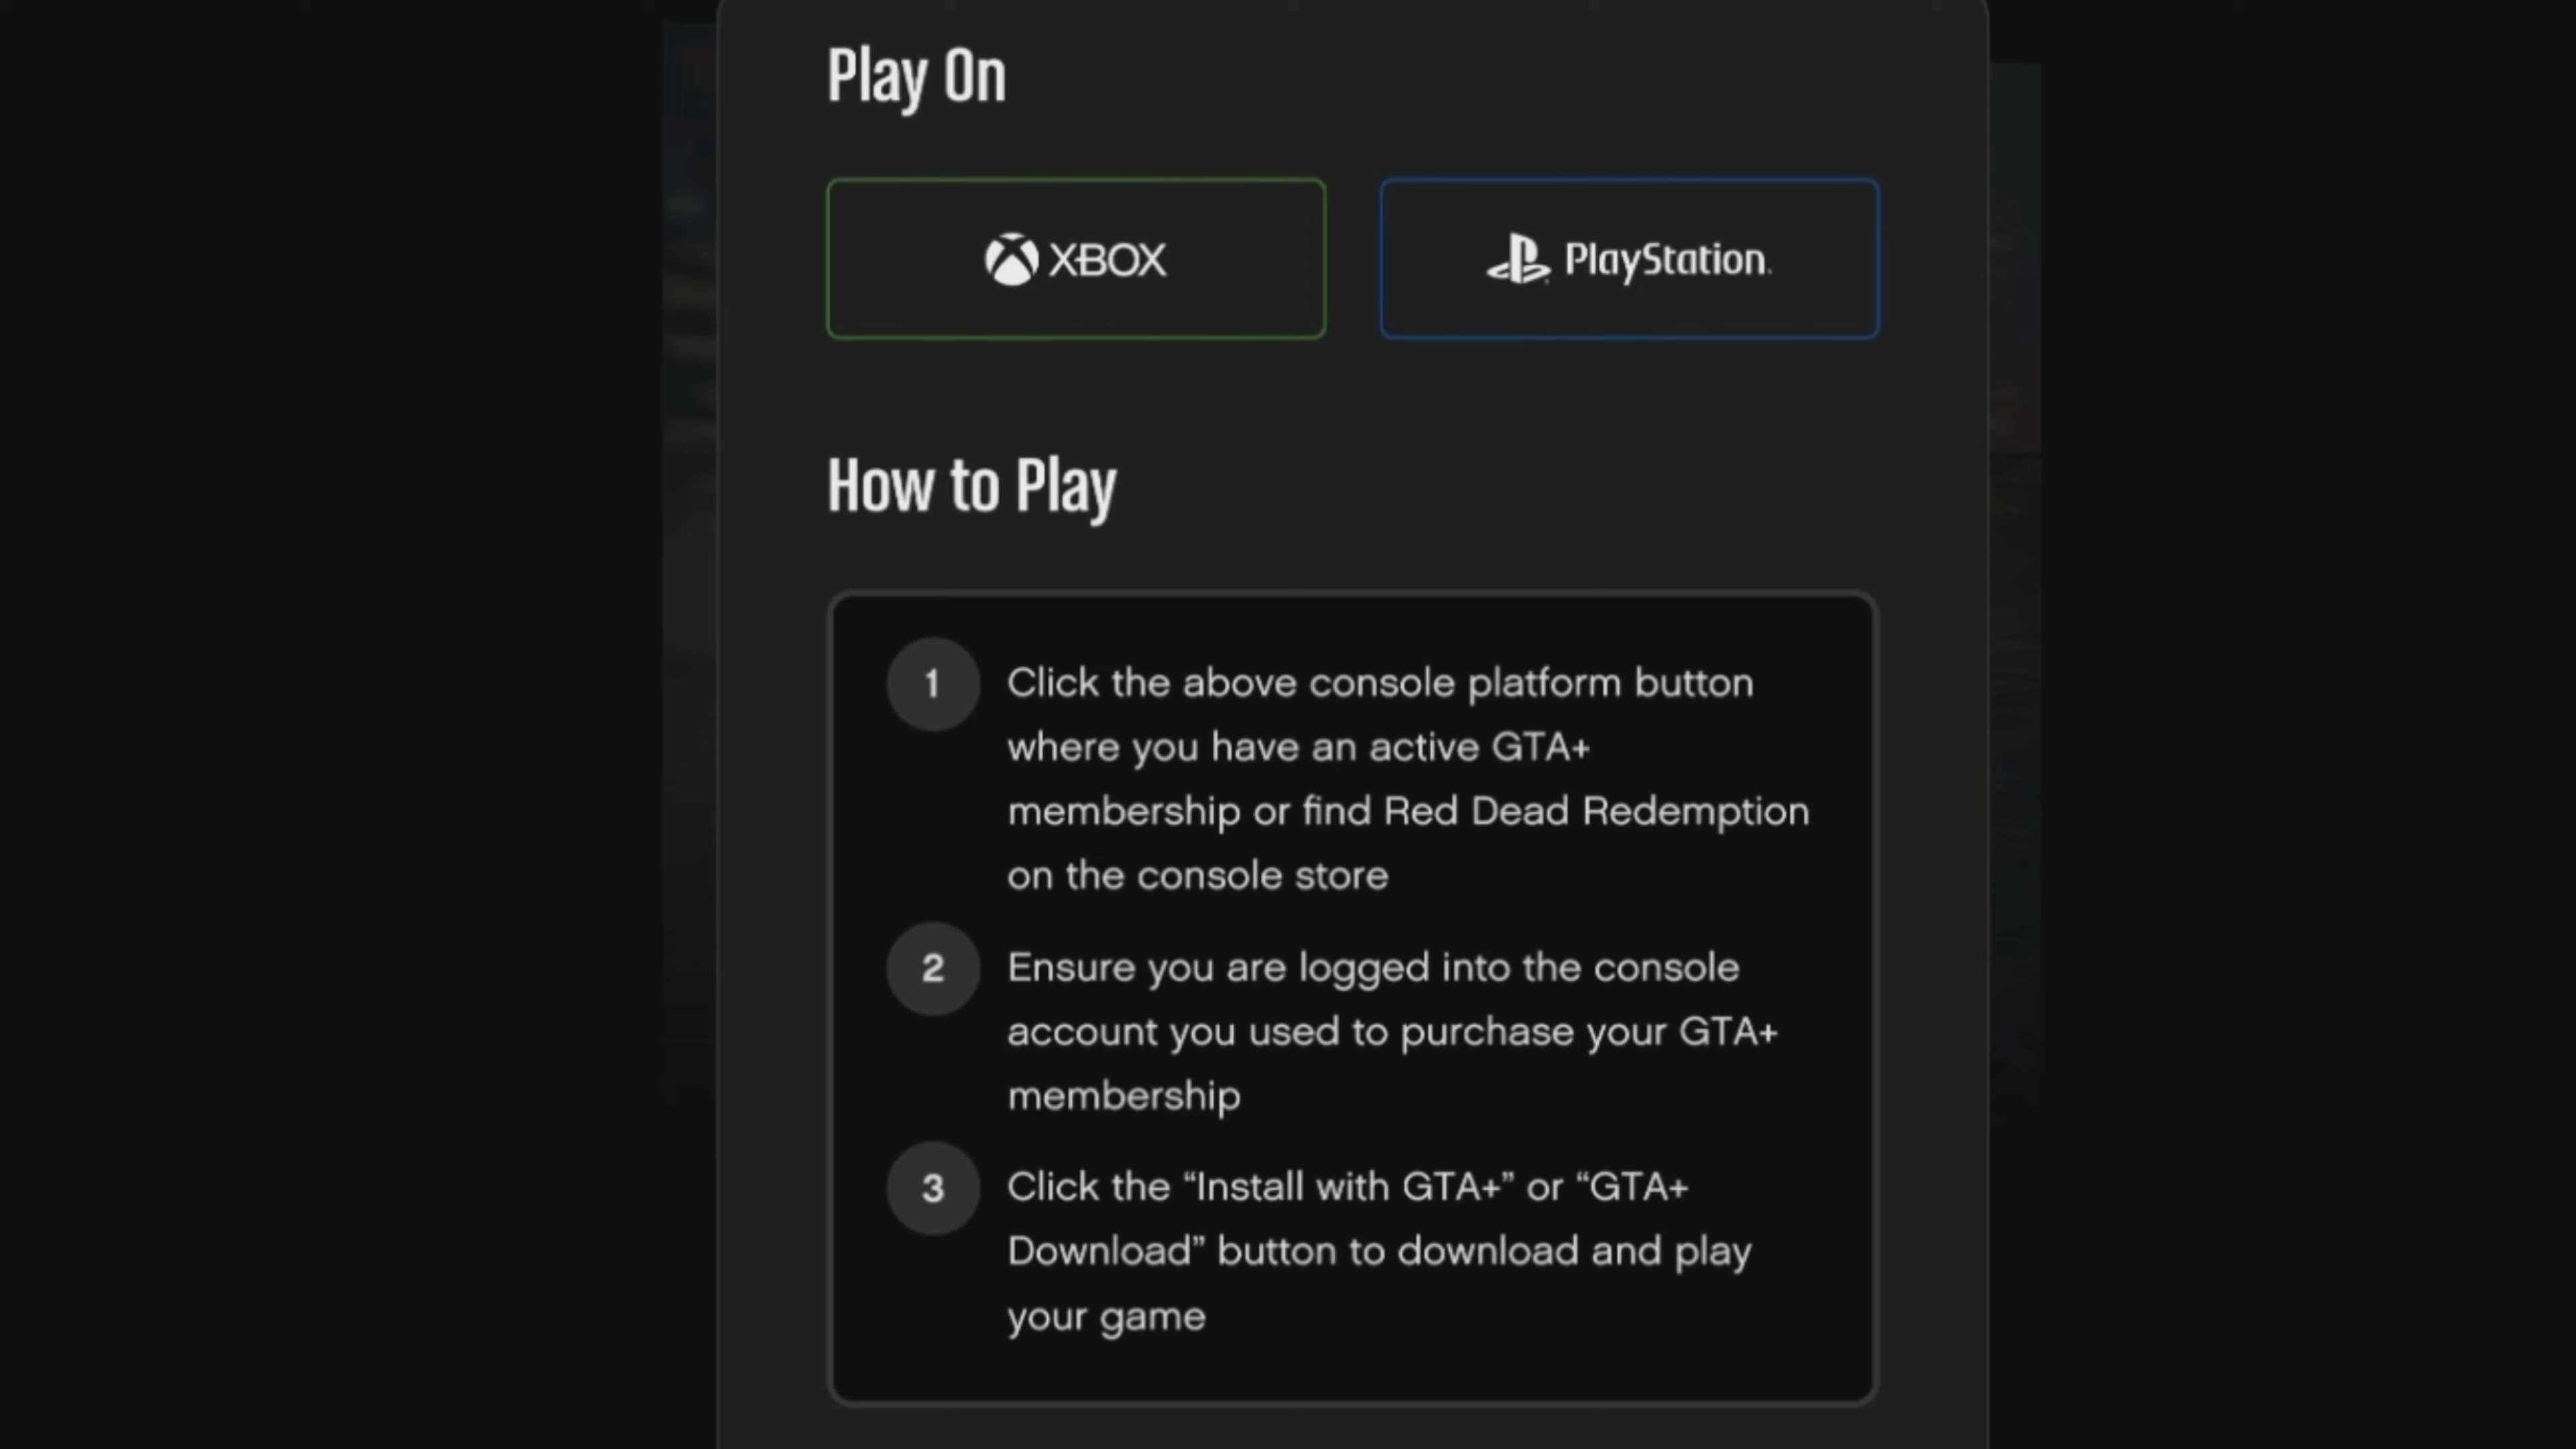 Play On
XBOX
PlayStation.
How to Play
1
Click the above console platform button
where you have an active GTA+
membership or find Red Dead Redemption
on the console store
2
Ensure you are logged into the console
account you used to purchase your GTA+
membership
3
Click the “Install with GTA+” or “GTA+
Download” button to download and play
your game